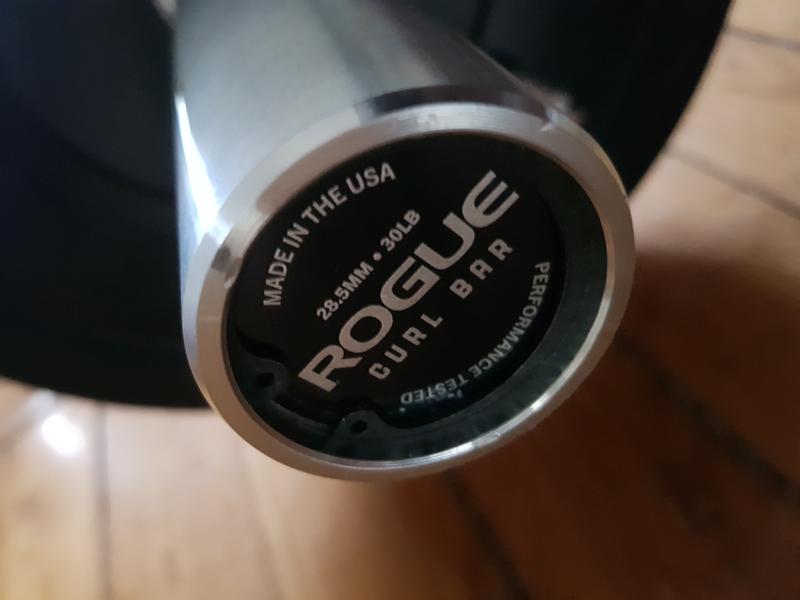 MADE IN THE USA
28.5MM • 30LB
ROGUE
CURL BAR
PERFORMANCE TESTED